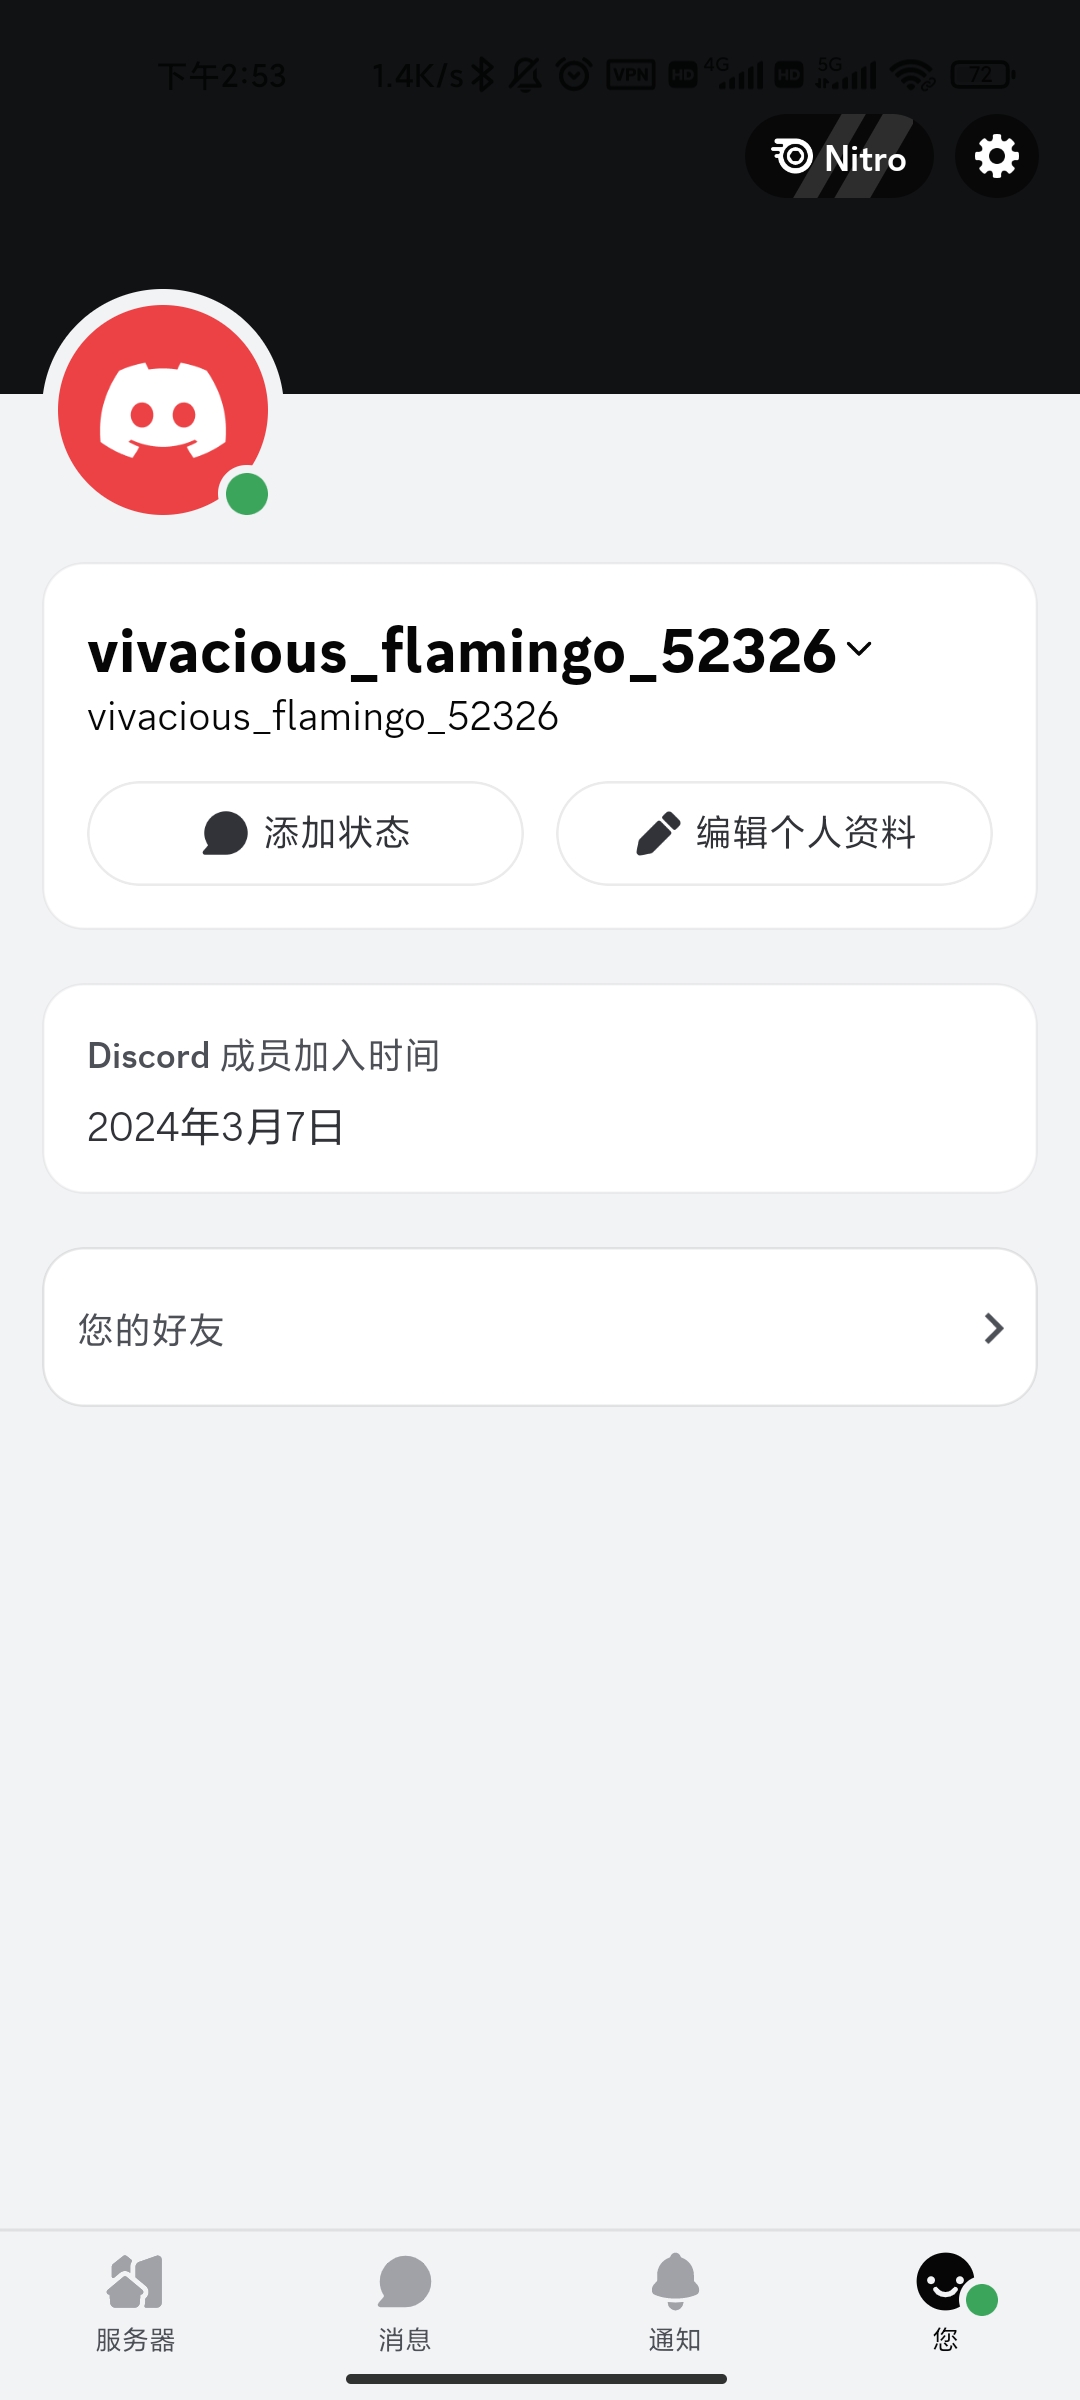 下午2:53 1.4K/s VPN HD 4G HD 5G 72
Nitro
vivacious_flamingo_52326
vivacious_flamingo_52326
添加状态 编辑个人资料
Discord 成员加入时间
2024年3月7日
您的好友
服务器 消息 通知 您